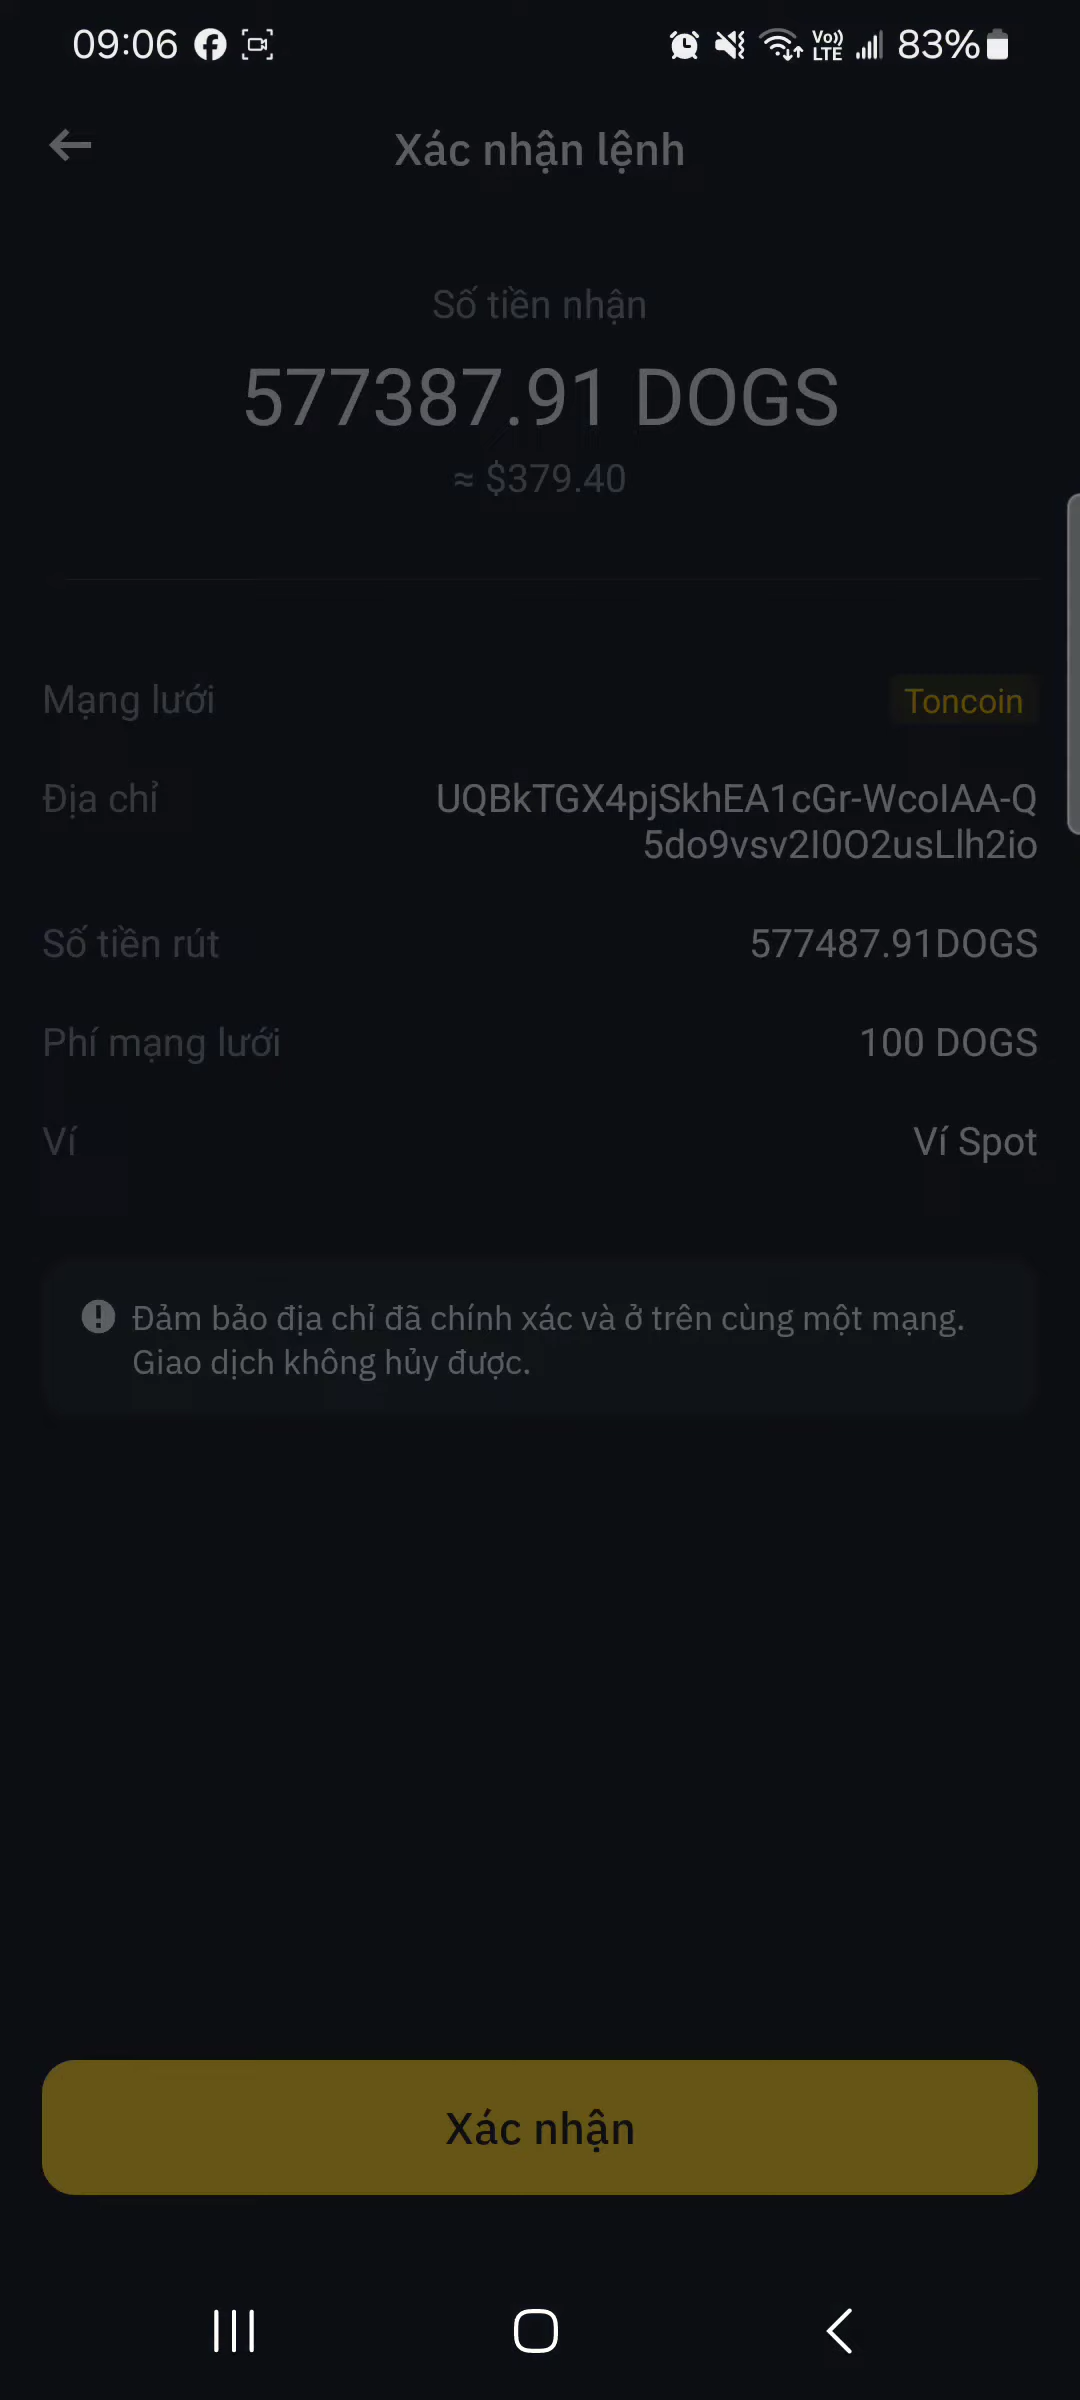 09:06
Vo)) LTE
83%
Xác nhận lệnh
Số tiền nhận
577387.91 DOGS
≈ $379.40
Mạng lưới
Toncoin
Địa chỉ
UQBkTGX4pjSkhEA1cGr-WcoIAA-Q
5do9vsv2I0O2usLlh2io
Số tiền rút
577487.91DOGS
Phí mạng lưới
100 DOGS
Ví
Ví Spot
Đảm bảo địa chỉ đã chính xác và ở trên cùng một mạng.
Giao dịch không hủy được.
Xác nhận